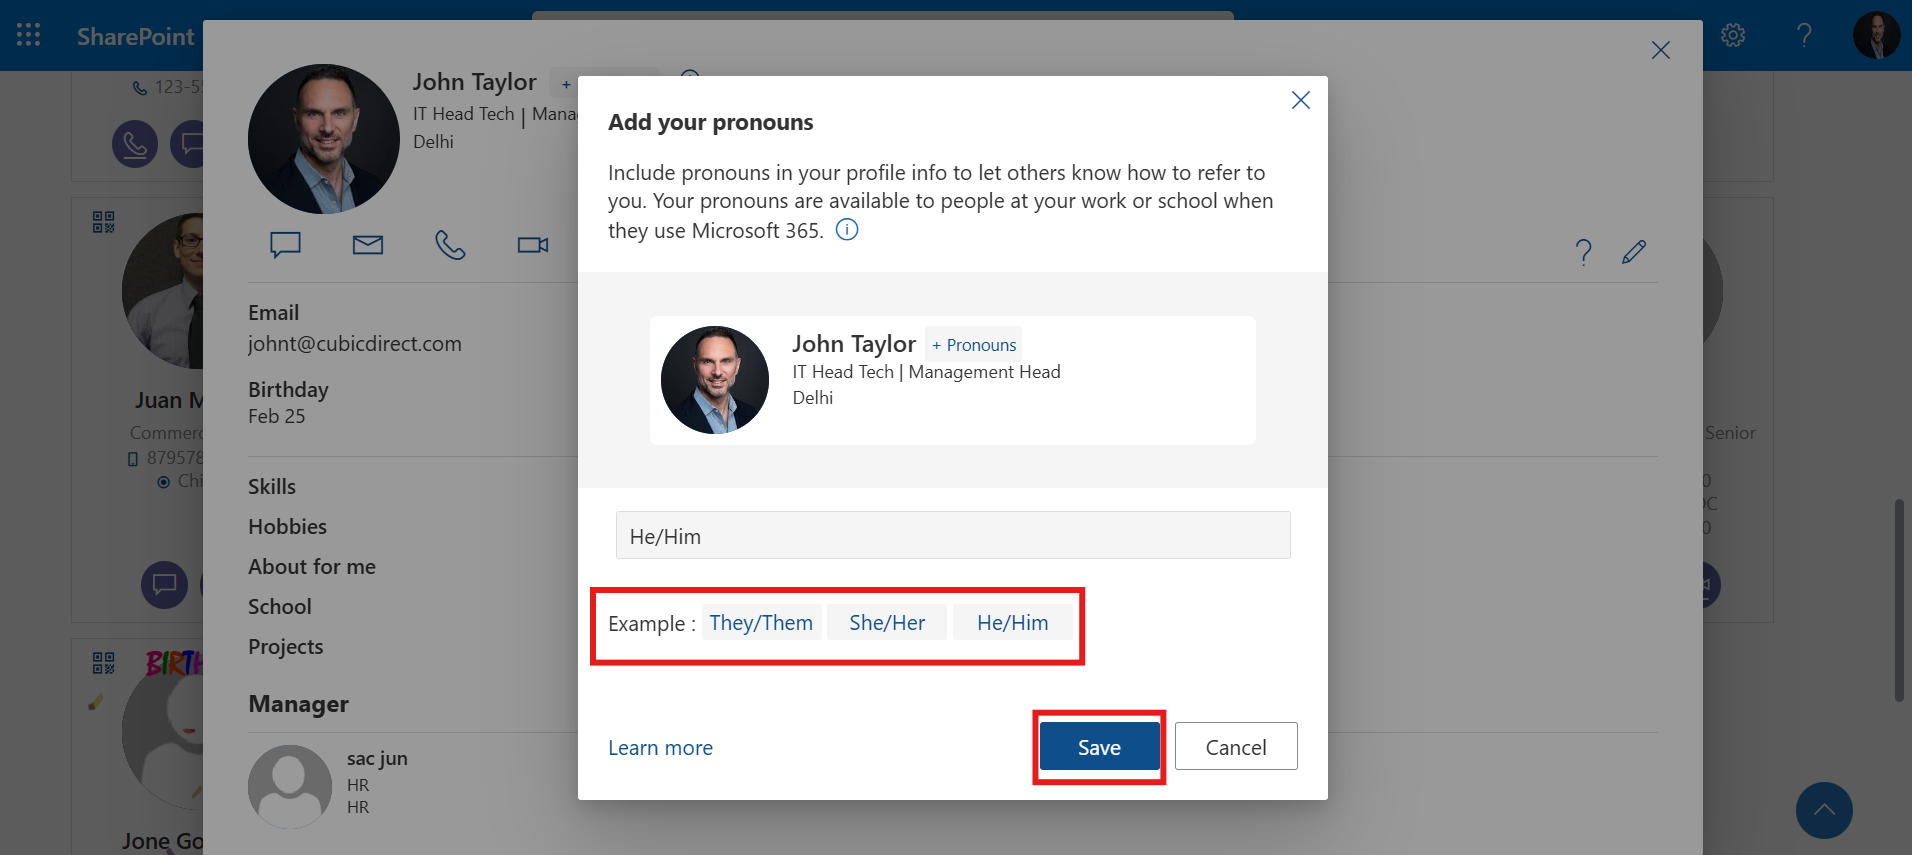 SharePoint
123-55
John Taylor +
IT Head Tech | Mana
Delhi
Add your pronouns
Include pronouns in your profile info to let others know how to refer to
you. Your pronouns are available to people at your work or school when
they use Microsoft 365.
John Taylor + Pronouns
IT Head Tech | Management Head
Delhi
He/Him
Example : They/Them She/Her He/Him
Learn more Save Cancel
Email
johnt@cubicdirect.com
Birthday
Feb 25
Skills
Hobbies
About for me
School
Projects
Manager
sac jun
HR
HR
Juan M
Commerc
879578
Chi
BIRTH
Jone Go
Senior
0
C
0